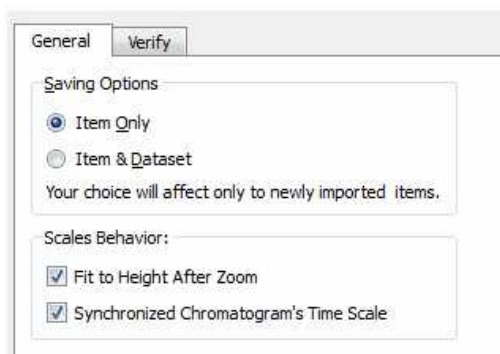 General Verify
Saving Options
Item Only
Item & Dataset
Your choice will affect only to newly imported items.
Scales Behavior:
Fit to Height After Zoom
Synchronized Chromatogram's Time Scale